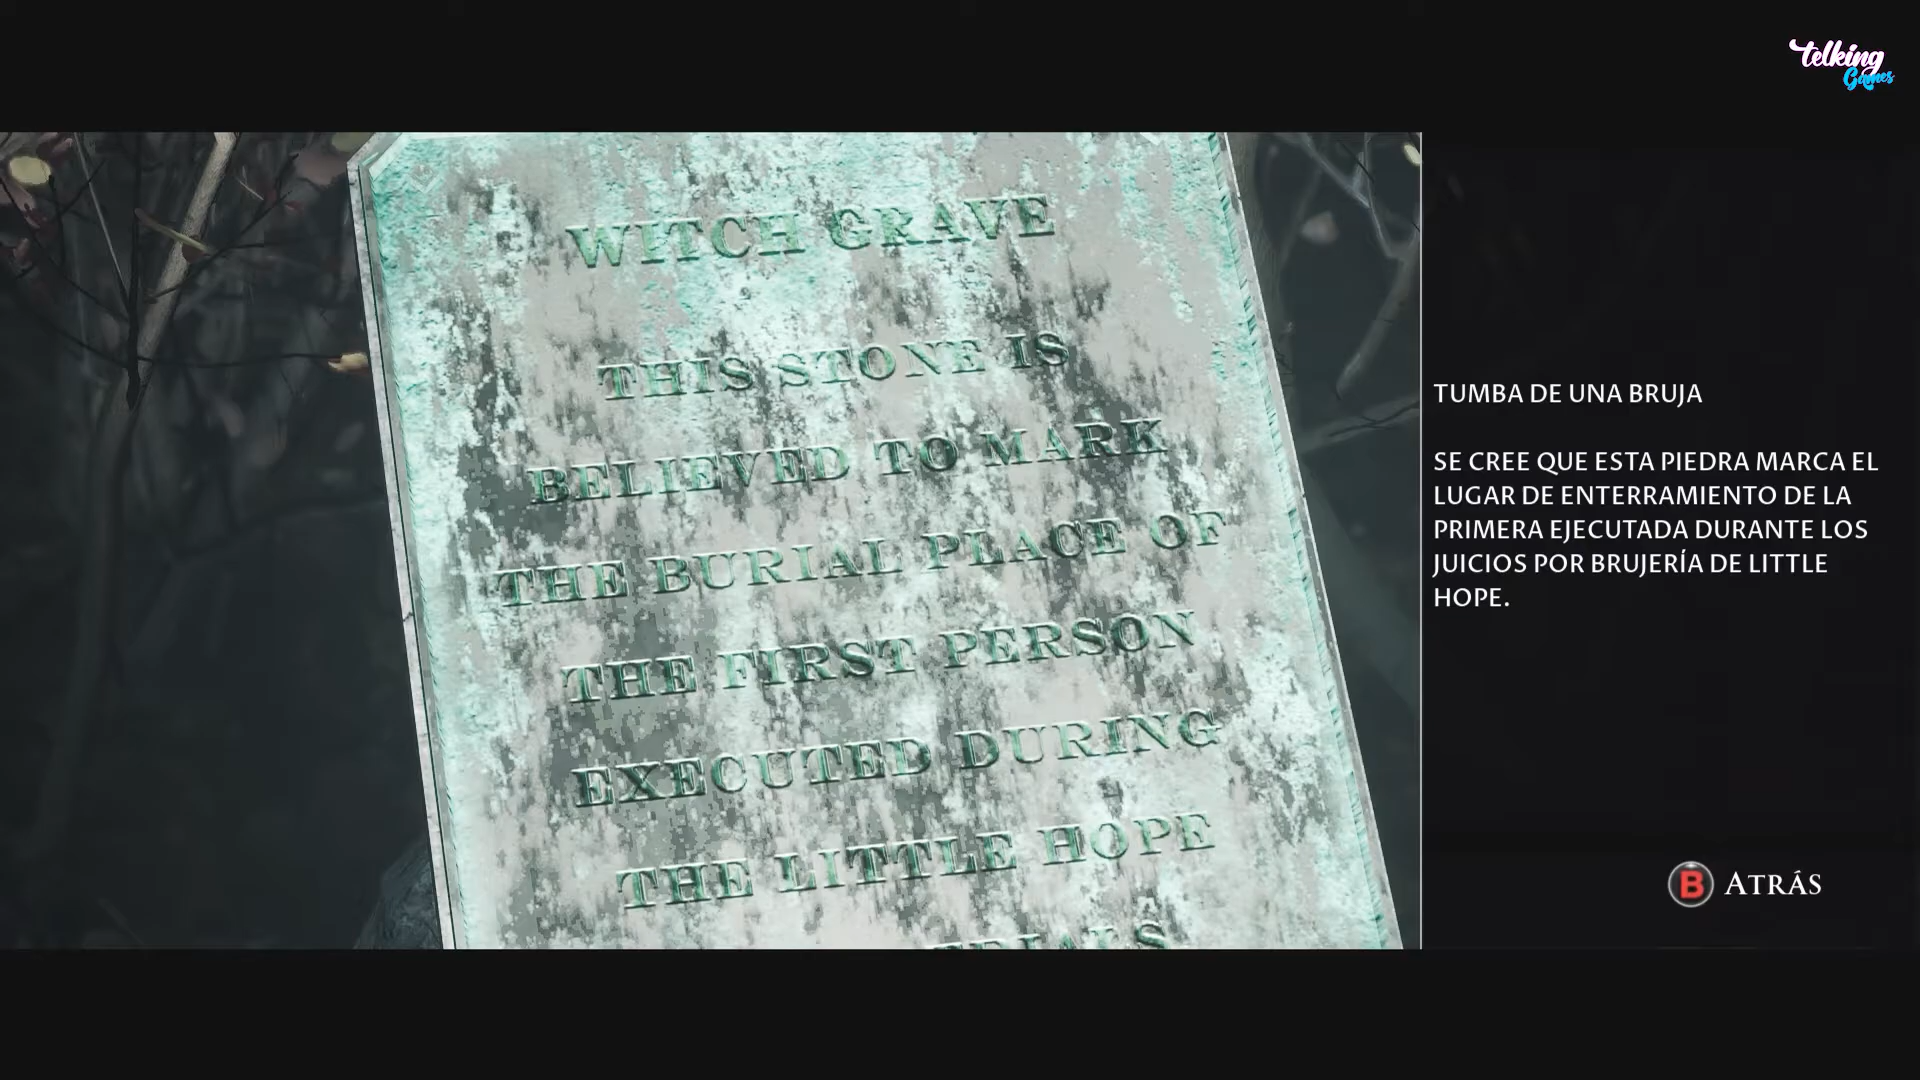 telking
Games
WITCH GRAVE
THIS STONE IS
BELIEVED TO MARK
THE BURIAL PLACE OF
THE FIRST PERSON
EXECUTED DURING
THE LITTLE HOPE
TRIALS
TUMBA DE UNA BRUJA
SE CREE QUE ESTA PIEDRA MARCA EL
LUGAR DE ENTERRAMIENTO DE LA
PRIMERA EJECUTADA DURANTE LOS
JUICIOS POR BRUJERÍA DE LITTLE
HOPE.
B ATRÁS